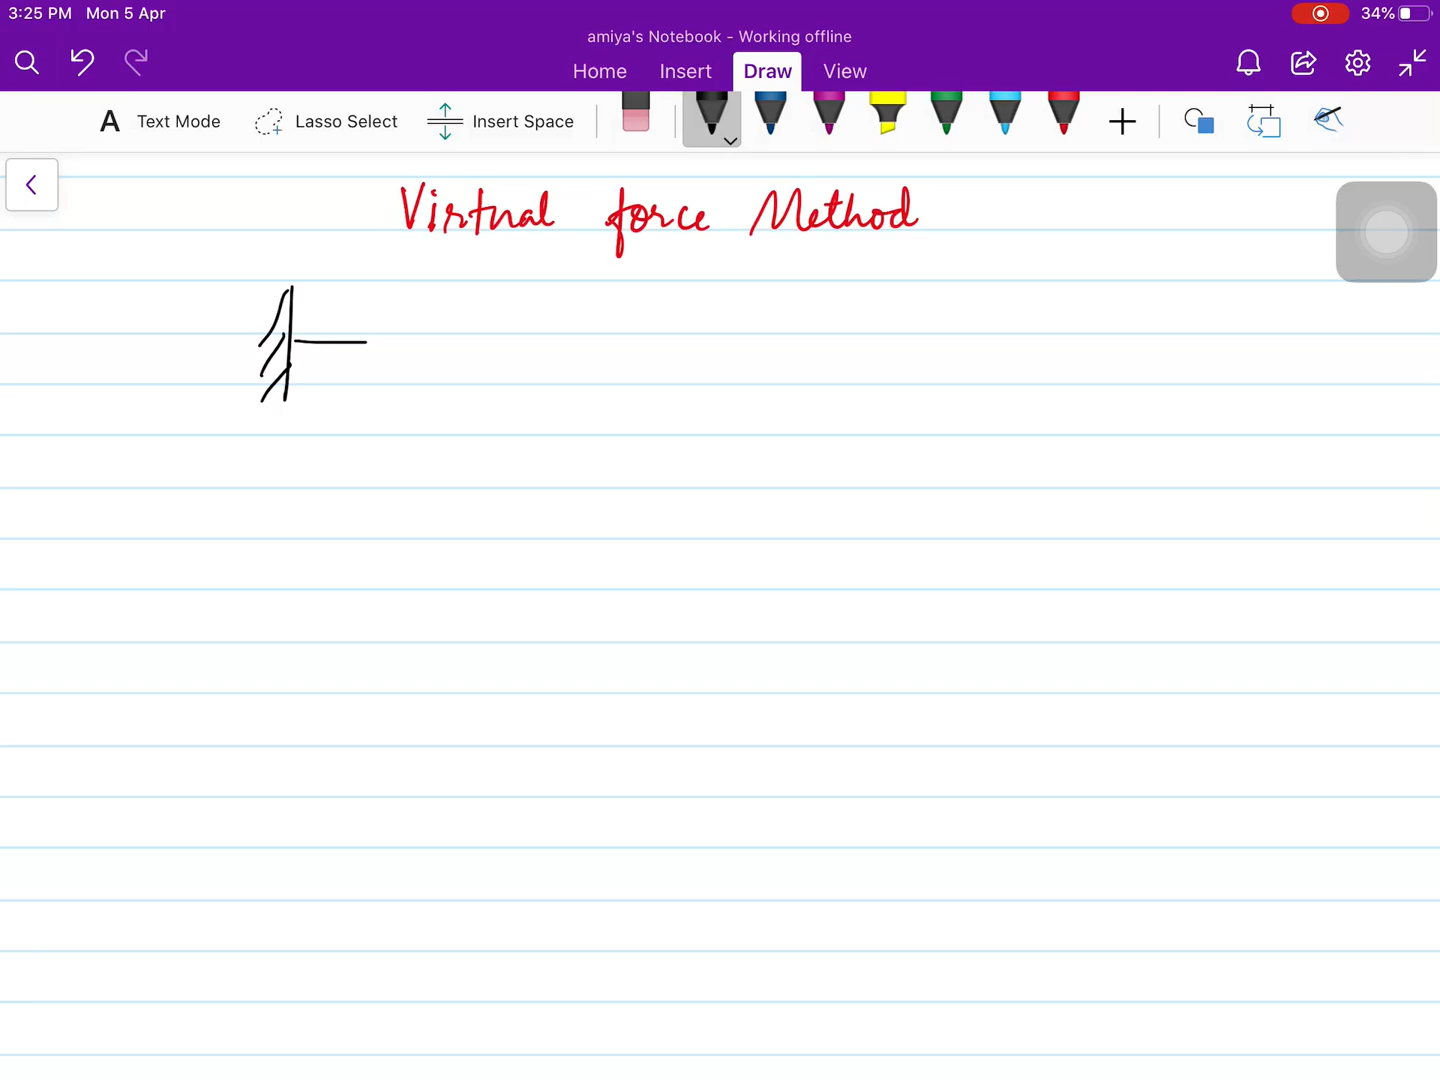 3:25 PM Mon 5 Apr
34%
amiya's Notebook - Working offline
Home Insert Draw View
A Text Mode Lasso Select Insert Space
Virtual force Method